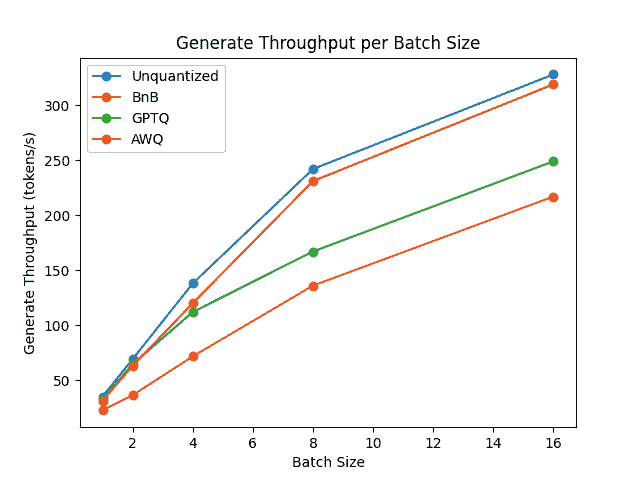 Generate Throughput per Batch Size
Unquantized
BnB
GPTQ
AWQ
Generate Throughput (tokens/s)
300
250
200
150
100
50
2 4 6 8 10 12 14 16
Batch Size